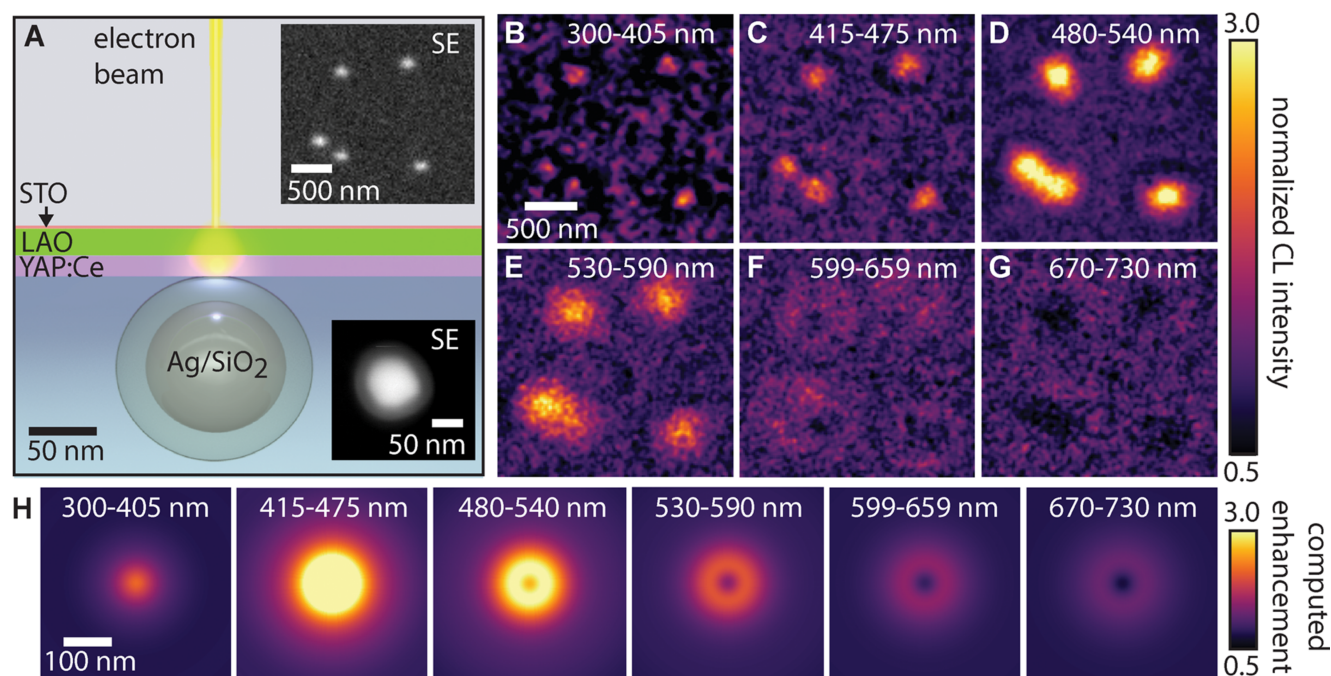 A
electron
beam
SE
500 nm
STO
LAO
YAP:Ce
Ag/SiO2
SE
50 nm
50 nm
B
300-405 nm
500 nm
C
415-475 nm
D
480-540 nm
E
530-590 nm
F
599-659 nm
G
670-730 nm
3.0
normalized CL intensity
0.5
H
300-405 nm
100 nm
415-475 nm
480-540 nm
530-590 nm
599-659 nm
670-730 nm
3.0
computed
enhancement
0.5